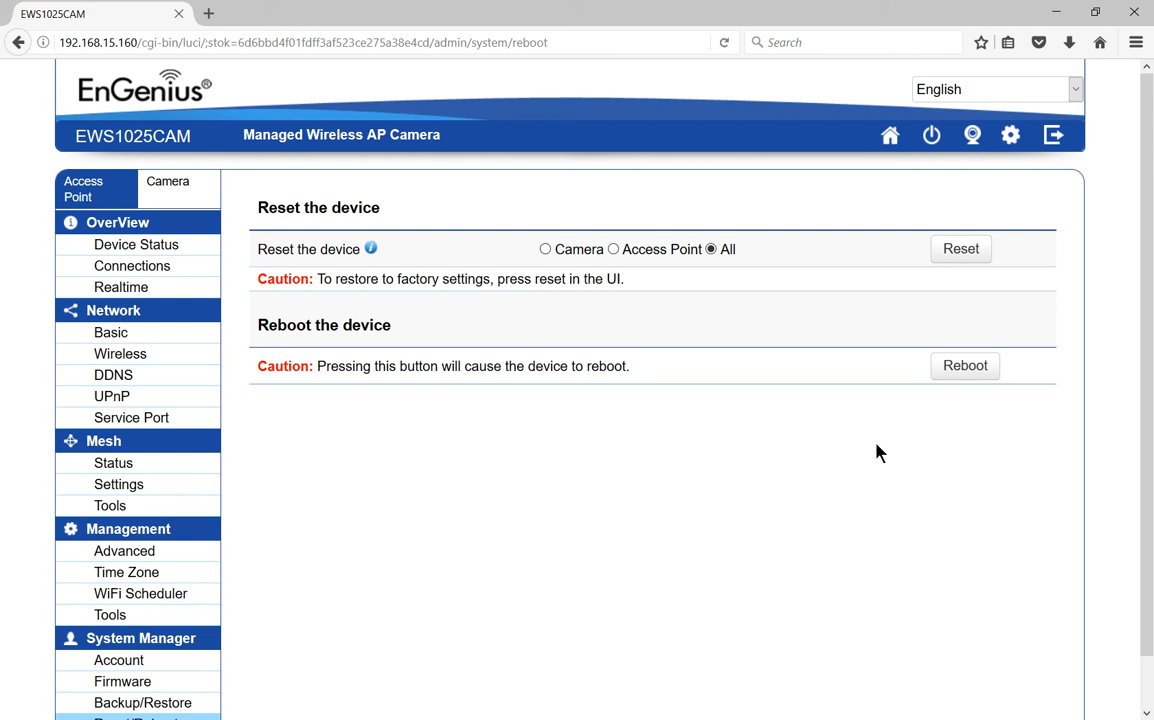 EWS1025CAM
192.168.15.160/cgi-bin/luci/;stok=6d6bbd4f01fdff3af523ce275a38e4cd/admin/system/reboot
Search
EnGenius®
English
EWS1025CAM
Managed Wireless AP Camera
Access
Point
Camera
OverView
Device Status
Connections
Realtime
Network
Basic
Wireless
DDNS
UPnP
Service Port
Mesh
Status
Settings
Tools
Management
Advanced
Time Zone
WiFi Scheduler
Tools
System Manager
Account
Firmware
Backup/Restore
Reset the device
Reset the device
Camera Access Point All
Reset
Caution: To restore to factory settings, press reset in the UI.
Reboot the device
Caution: Pressing this button will cause the device to reboot.
Reboot